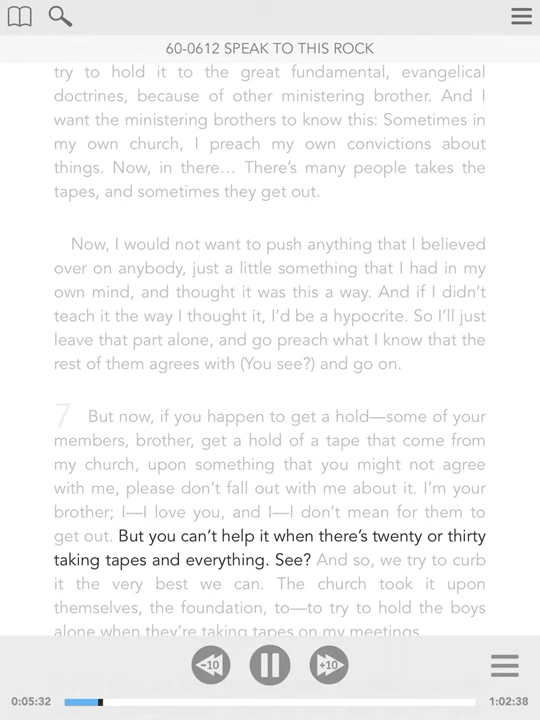 60-0612 SPEAK TO THIS ROCK
try to hold it to the great fundamental, evangelical
doctrines, because of other ministering brother. And I
want the ministering brothers to know this: Sometimes in
my own church, I preach my own convictions about
things. Now, in there… There's many people takes the
tapes, and sometimes they get out.
Now, I would not want to push anything that I believed
over on anybody, just a little something that I had in my
own mind, and thought it was this a way. And if I didn't
teach it the way I thought it, I'd be a hypocrite. So I'll just
leave that part alone, and go preach what I know that the
rest of them agrees with (You see?) and go on.
7 But now, if you happen to get a hold—some of your
members, brother, get a hold of a tape that come from
my church, upon something that you might not agree
with me, please don't fall out with me about it. I'm your
brother; I—I love you, and I—I don't mean for them to
get out. But you can't help it when there's twenty or thirty
taking tapes and everything. See? And so, we try to curb
it the very best we can. The church took it upon
themselves, the foundation, to—to try to hold the boys
alone when they're taking tapes on my meetings.
-10 +10
0:05:32 1:02:38